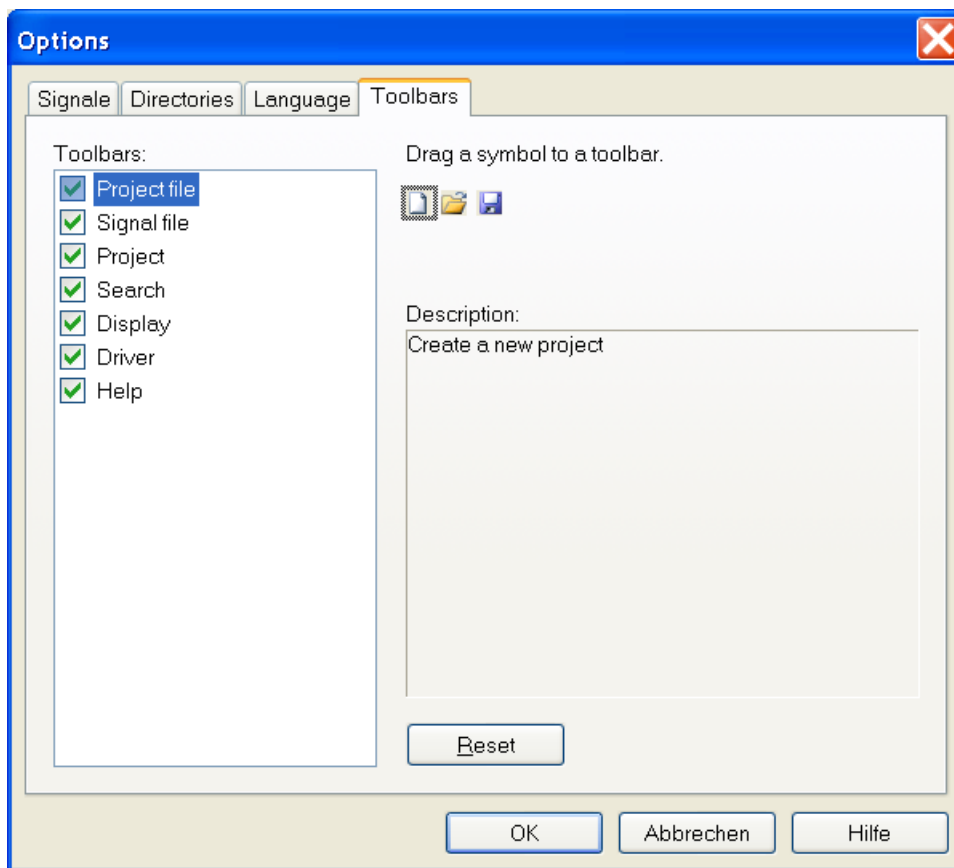 Options
Signale Directories Language Toolbars
Toolbars:
Drag a symbol to a toolbar.
Project file
Signal file
Project
Search
Display
Driver
Help
Description:
Create a new project
Reset
OK Abbrechen Hilfe